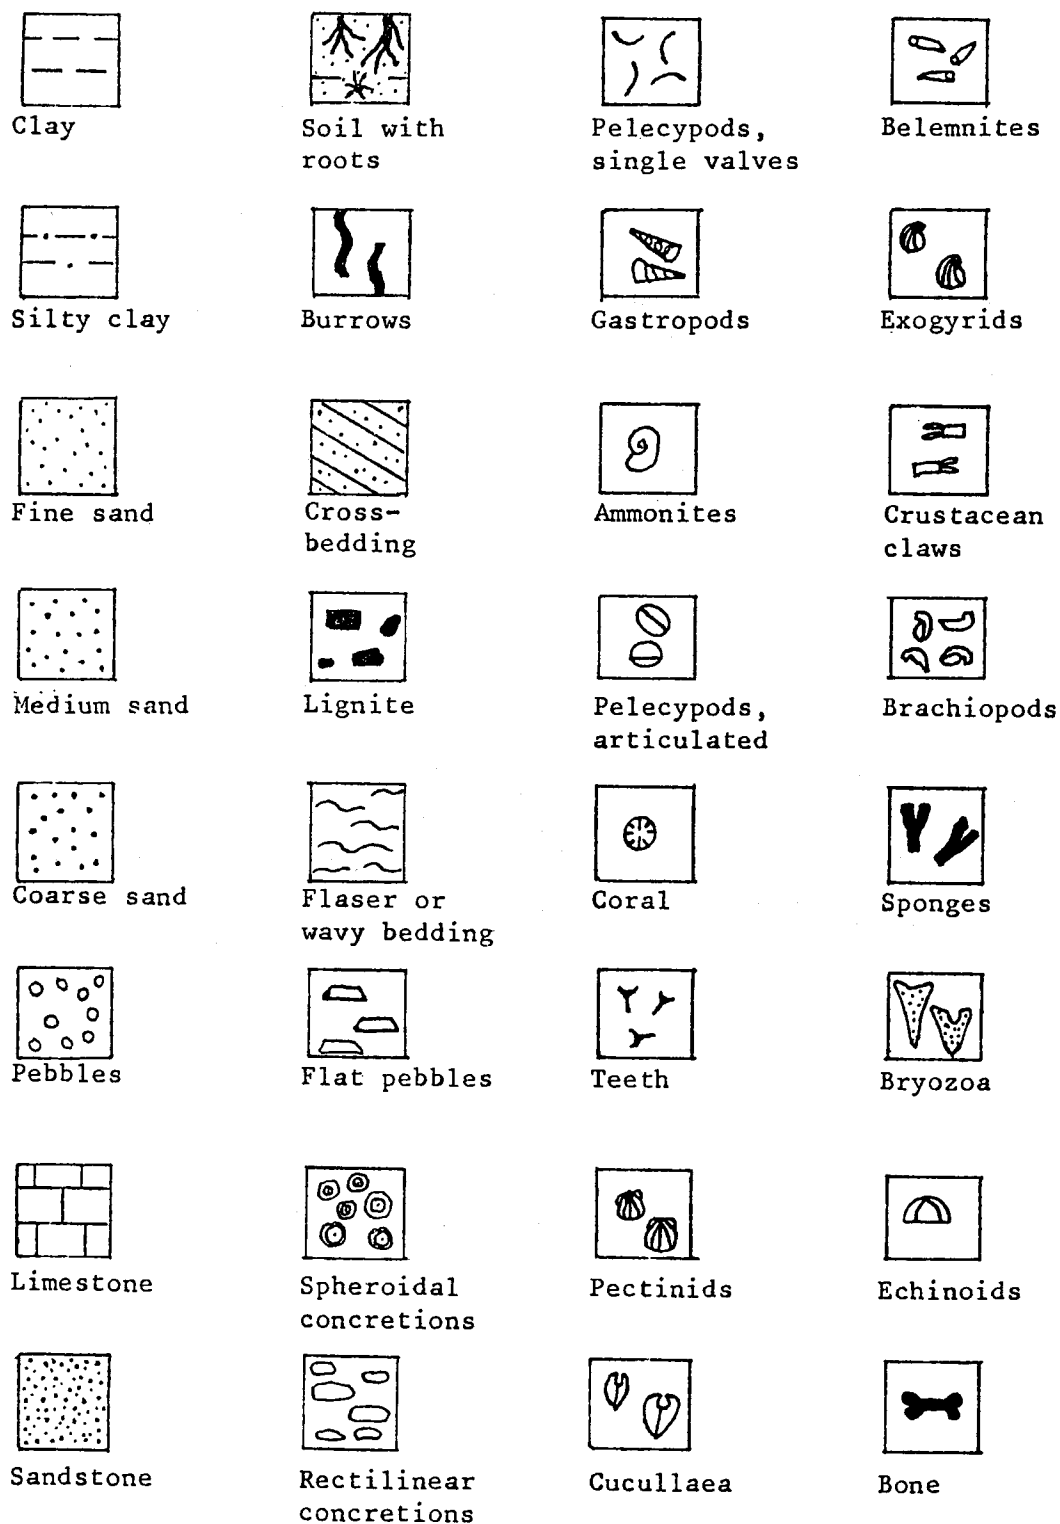 Clay
Soil with
roots
Pelecypods,
single valves
Belemnites
Silty clay
Burrows
Gastropods
Exogyrids
Fine sand
Cross-
bedding
Ammonites
Crustacean
claws
Medium sand
Lignite
Pelecypods,
articulated
Brachiopods
Coarse sand
Flaser or
wavy bedding
Coral
Sponges
Pebbles
Flat pebbles
Teeth
Bryozoa
Limestone
Spheroidal
concretions
Pectinids
Echinoids
Sandstone
Rectilinear
concretions
Cucullaea
Bone